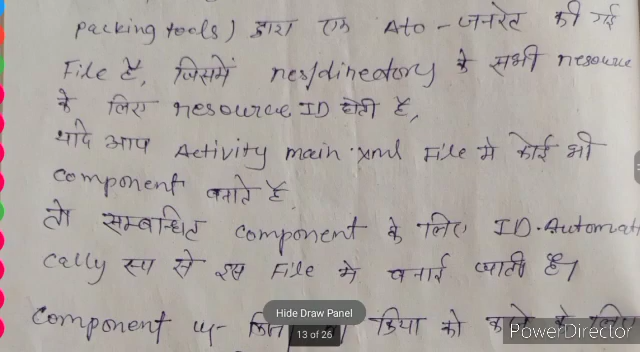 packing tools) द्वारा एक Ato-जनरेट की गई
File है, जिसमें res/directory के सभी resource
के लिए resource ID होती है,
यदि आप Activity main.xml File मे कोई भी
component बनाते है,
तो सम्बन्धित component के लिए ID.Automati
cally रूप से इस File मे बनाई जाती है।
Hide Draw Panel
component क्रिया को करने के लिए
13 of 26
PowerDirector